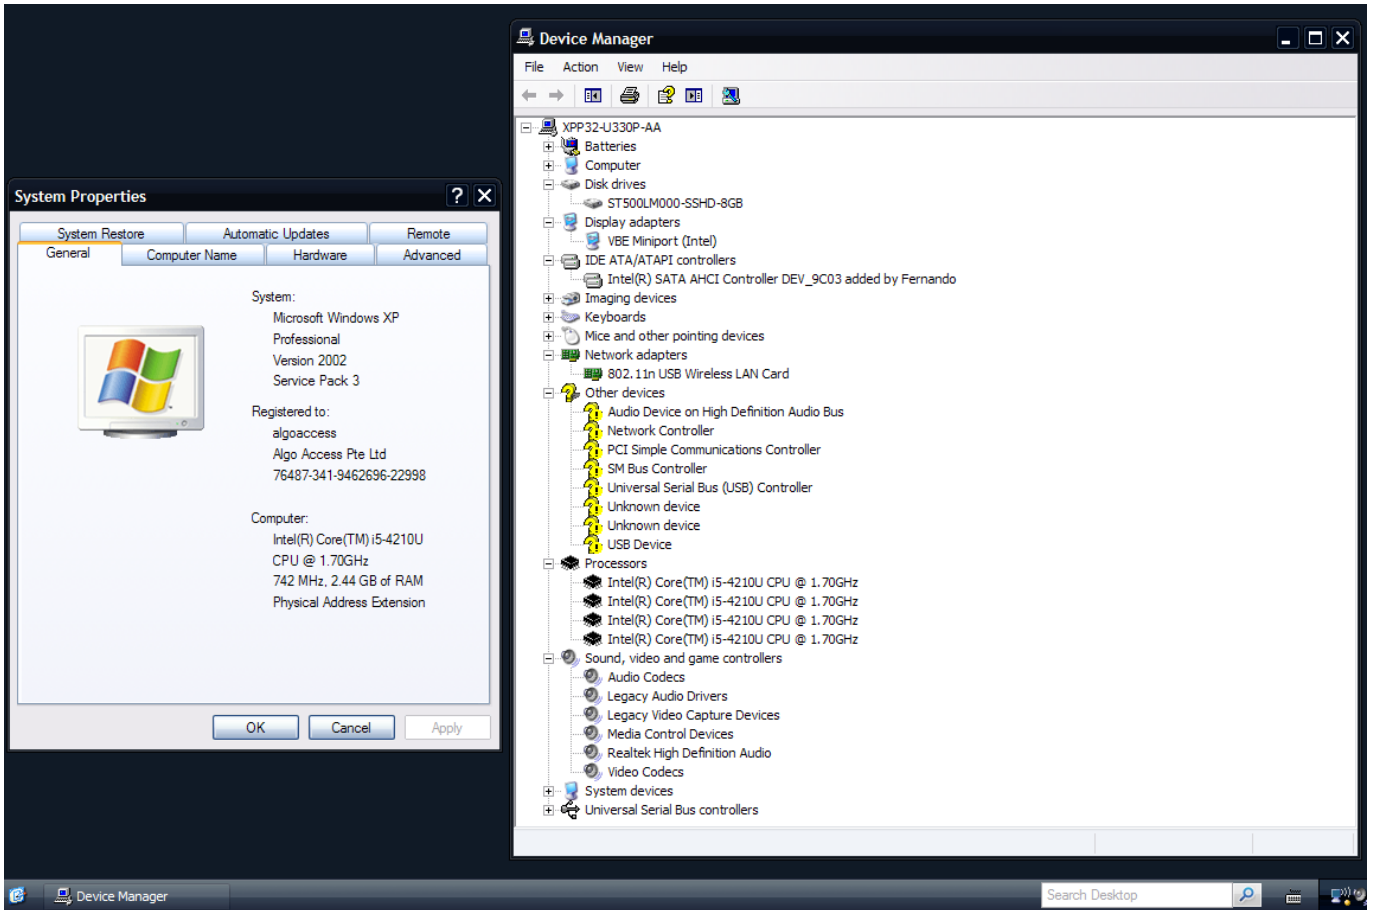 System Properties
System Restore
Automatic Updates
Remote
General
Computer Name
Hardware
Advanced
System:
Microsoft Windows XP
Professional
Version 2002
Service Pack 3
Registered to:
algoaccess
Algo Access Pte Ltd
76487-341-9462696-22998
Computer:
Intel(R) Core(TM) i5-4210U
CPU @ 1.70GHz
742 MHz, 2.44 GB of RAM
Physical Address Extension
OK
Cancel
Apply
Device Manager
File
Action
View
Help
XPP32-U330P-AA
Batteries
Computer
Disk drives
ST500LM000-SSHD-8GB
Display adapters
VBE Miniport (Intel)
IDE ATA/ATAPI controllers
Intel(R) SATA AHCI Controller DEV_9C03 added by Fernando
Imaging devices
Keyboards
Mice and other pointing devices
Network adapters
802.11n USB Wireless LAN Card
Other devices
Audio Device on High Definition Audio Bus
Network Controller
PCI Simple Communications Controller
SM Bus Controller
Universal Serial Bus (USB) Controller
Unknown device
Unknown device
USB Device
Processors
Intel(R) Core(TM) i5-4210U CPU @ 1.70GHz
Intel(R) Core(TM) i5-4210U CPU @ 1.70GHz
Intel(R) Core(TM) i5-4210U CPU @ 1.70GHz
Intel(R) Core(TM) i5-4210U CPU @ 1.70GHz
Sound, video and game controllers
Audio Codecs
Legacy Audio Drivers
Legacy Video Capture Devices
Media Control Devices
Realtek High Definition Audio
Video Codecs
System devices
Universal Serial Bus controllers
Device Manager
Search Desktop